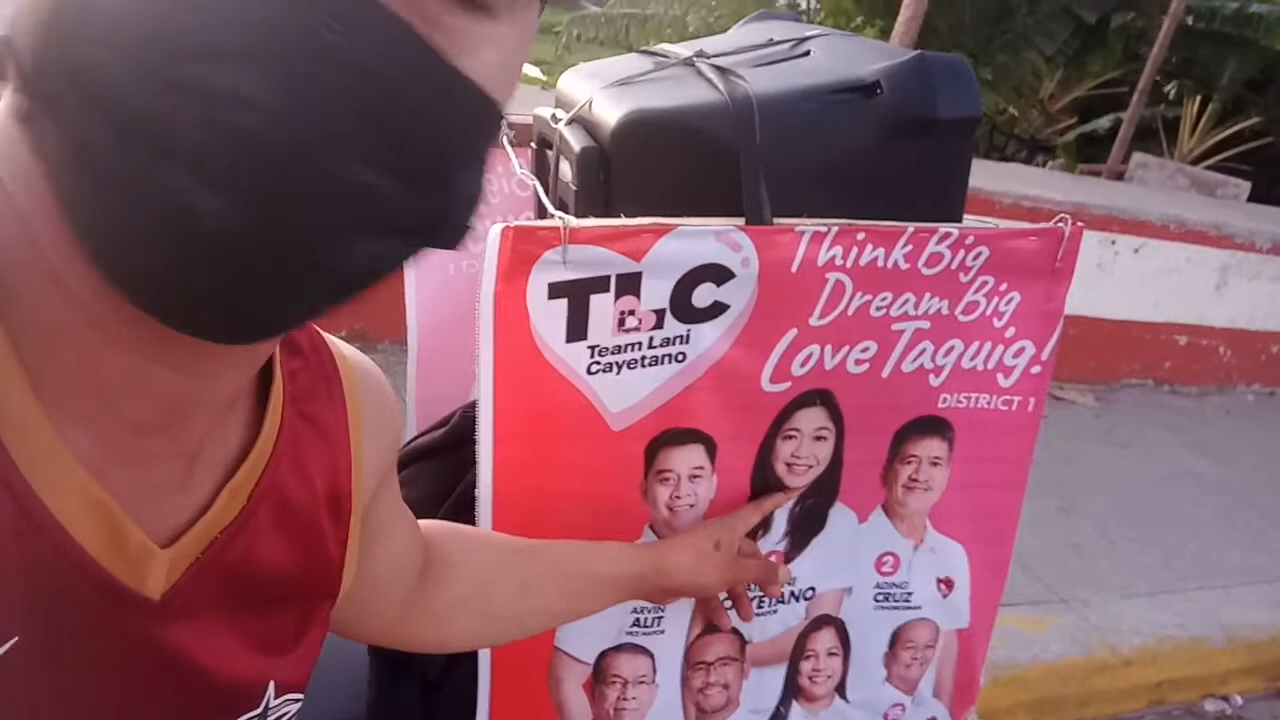 TLC
Team Lani
Cayetano
Think Big
Dream Big
Love Taguig!
DISTRICT 1
ARVIN
ALIT
VICE MAYOR
2
ADING
CRUZ
CONGRESSMAN